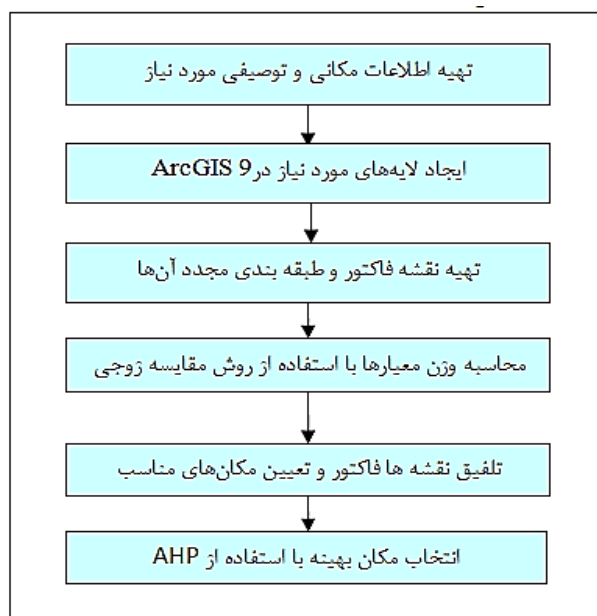 تهیه اطلاعات مکانی و توصیفی مورد نیاز
ایجاد لایه‌های مورد نیاز در ArcGIS 9
تهیه نقشه فاکتور و طبقه بندی مجدد آن‌ها
محاسبه وزن معیارها با استفاده از روش مقایسه زوجی
تلفیق نقشه ها فاکتور و تعیین مکان‌های مناسب
انتخاب مکان بهینه با استفاده از AHP